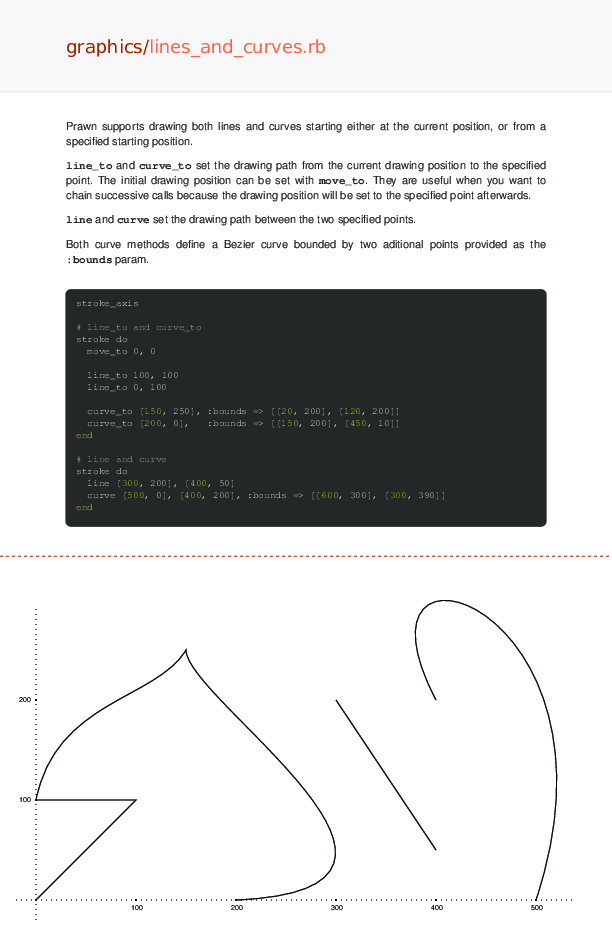 graphics/lines_and_curves.rb
Prawn supports drawing both lines and curves starting either at the current position, or from a
specified starting position.
line_to and curve_to set the drawing path from the current drawing position to the specified
point. The initial drawing position can be set with move_to. They are useful when you want to
chain successive calls because the drawing position will be set to the specified point afterwards.
line and curve set the drawing path between the two specified points.
Both curve methods define a Bezier curve bounded by two aditional points provided as the
:bounds param.
stroke_axis
# line_to and curve_to
stroke do
  move_to 0, 0
  line_to 100, 100
  line_to 0, 100
  curve_to [150, 250], :bounds => [[20, 200], [120, 200]]
  curve_to [200, 0],   :bounds => [[150, 200], [450, 10]]
end
# line and curve
stroke do
  line [300, 200], [400, 50]
  curve [500, 0], [400, 200], :bounds => [[600, 300], [300, 390]]
end
200
100
100 200 300 400 500